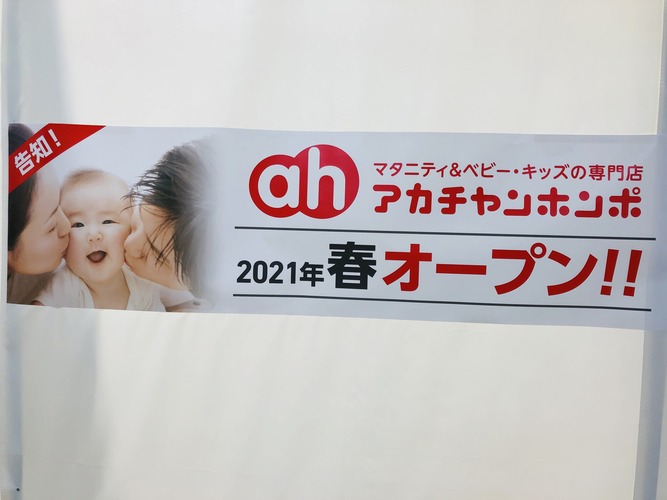 告知!
ah
マタニティ&ベビー・キッズの専門店
アカチャンホンポ
2021年 春オープン!!